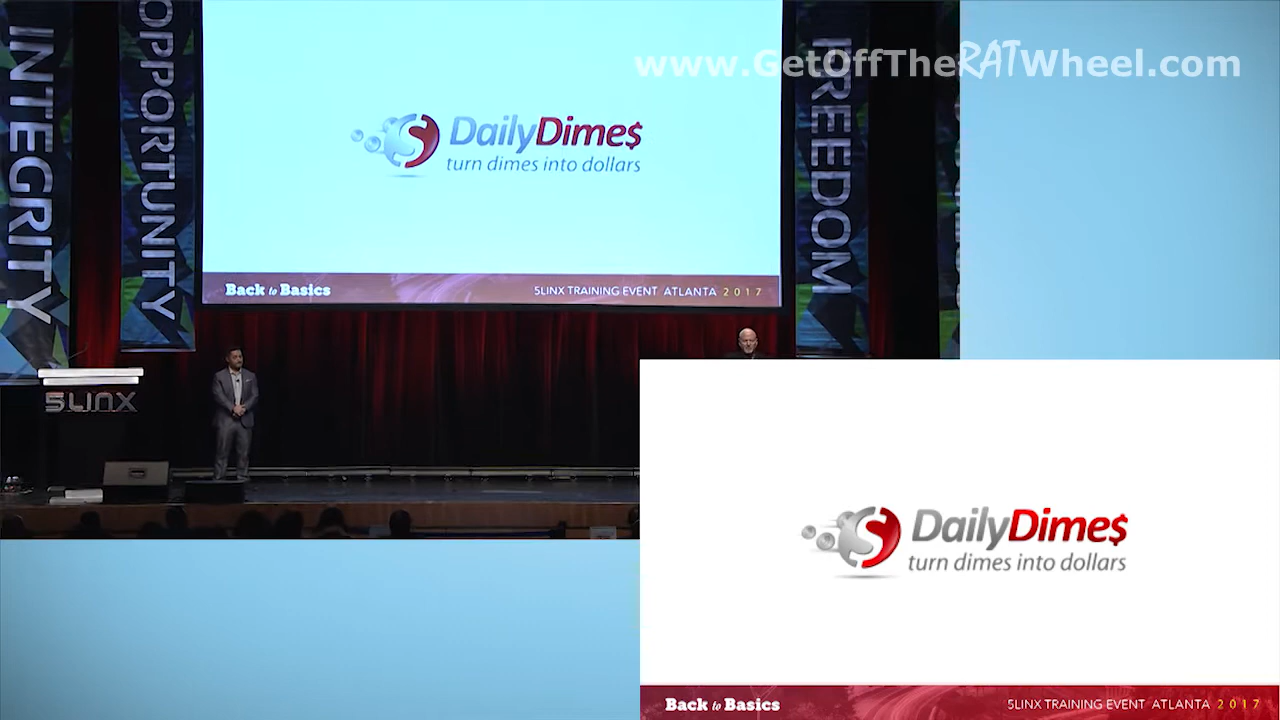 INTEGRITY
OPPORTUNITY
FREEDOM
www.GetOffTheRATWheel.com
DailyDime$
turn dimes into dollars
Back to Basics
5LINX TRAINING EVENT ATLANTA 2017
5LINX
DailyDime$
turn dimes into dollars
Back to Basics
5LINX TRAINING EVENT ATLANTA 2017